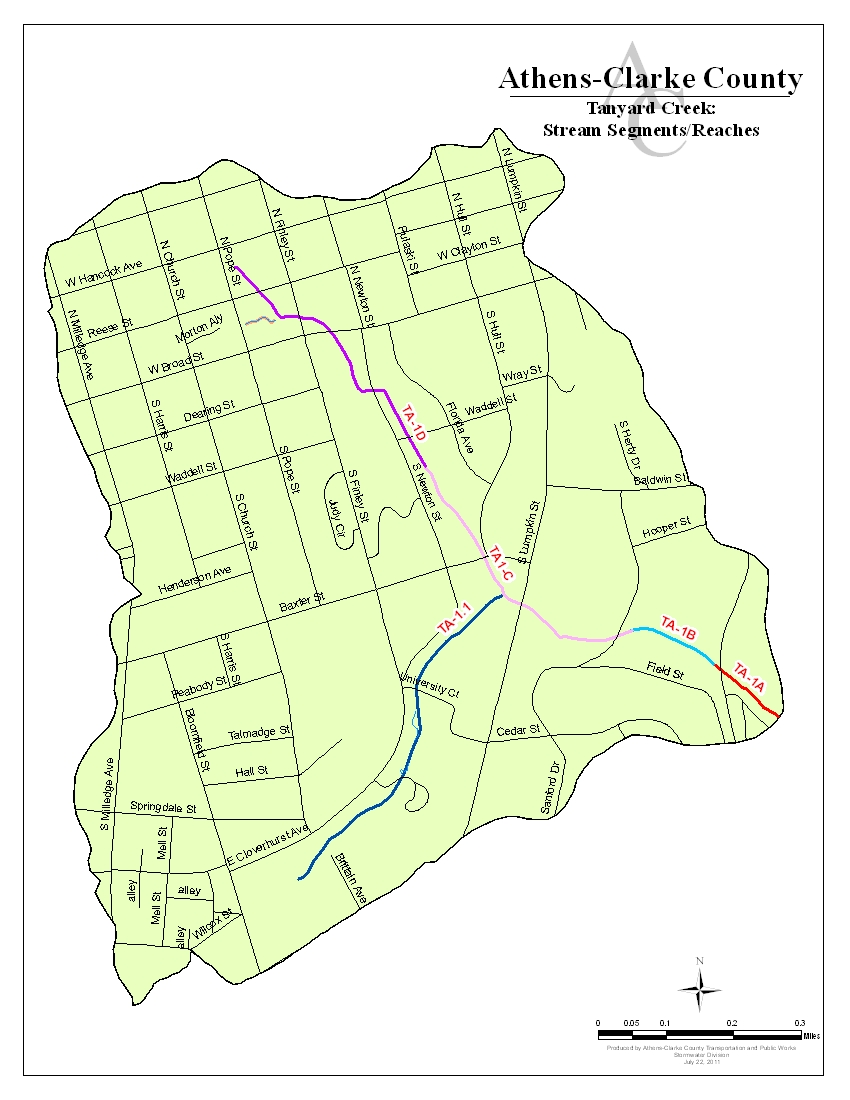 Athens-Clarke County
Tanyard Creek:
Stream Segments/Reaches
AC
N Lumpkin St
N Hull St
N Finley St
Pulaski St
W Clayton St
N Pope St
N Church St
W Hancock Ave
N Newton St
N Milledge Ave
Reese St
Morton Aly
S Hull St
W Broad St
Wray St
Dearing St
S Harris St
Waddell St
TA-1D
Florida Ave
S Herty Dr
S Pope St
Waddell St
S Finley St
S Newton St
Baldwin St
Judy Cir
S Church St
S Lumpkin St
Hooper St
TA1-C
Henderson Ave
Baxter St
TA-1.1
TA-1B
S Harris St
Field St
TA-1A
Peabody St
University Ct
Bloomfield St
Talmadge St
Cedar St
Hall St
S Milledge Ave
Sanford Dr
Springdale St
Mell St
E Cloverhurst Ave
Brittain Ave
alley
alley
Mell St
Wilcox St
alley
N
0 0.05 0.1 0.2 0.3
Miles
Produced by Athens-Clarke County Transportation and Public Works
Stormwater Division
July 22, 2011